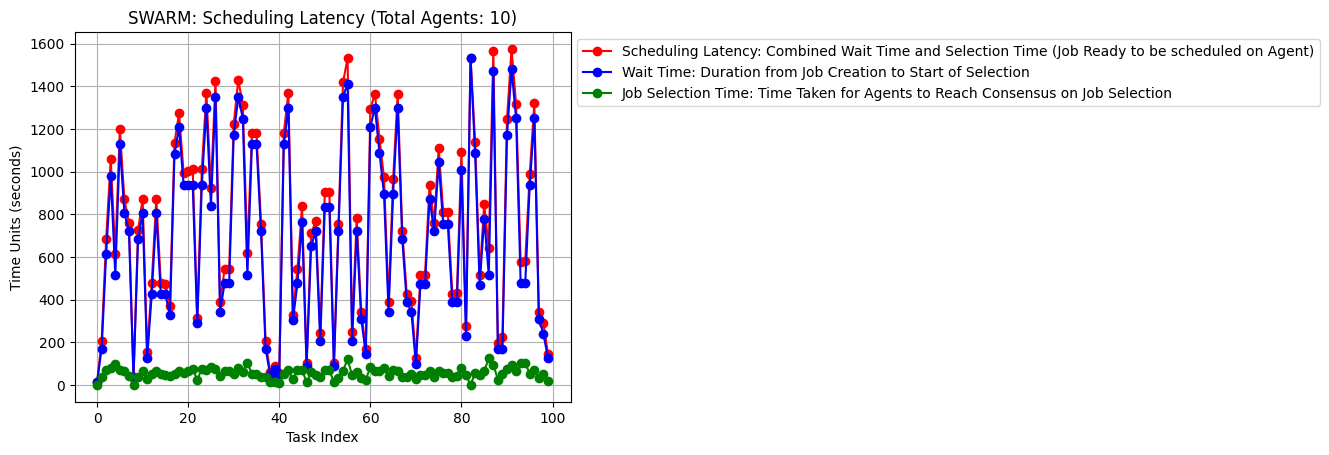 SWARM: Scheduling Latency (Total Agents: 10)
Scheduling Latency: Combined Wait Time and Selection Time (Job Ready to be scheduled on Agent)
Wait Time: Duration from Job Creation to Start of Selection
Job Selection Time: Time Taken for Agents to Reach Consensus on Job Selection
Time Units (seconds)
1600
1400
1200
1000
800
600
400
200
0
0 20 40 60 80 100
Task Index